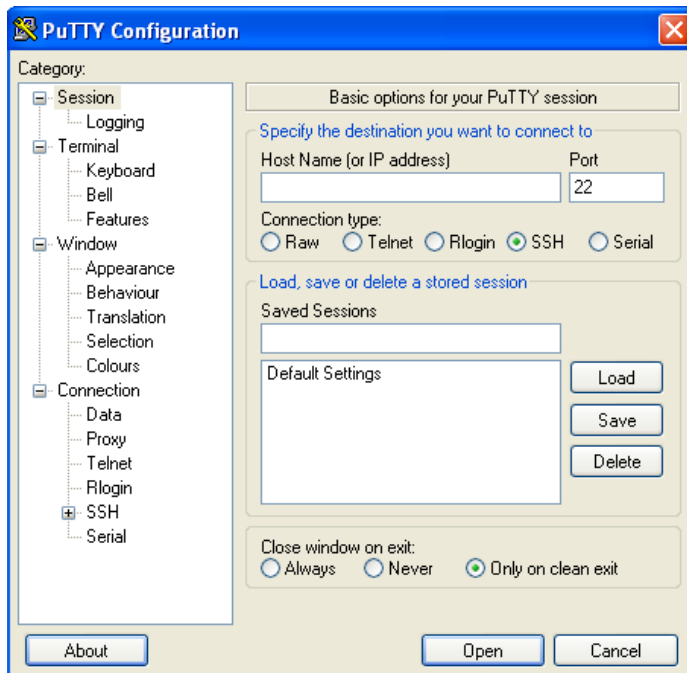 PuTTY Configuration
Category:
Session
Logging
Terminal
Keyboard
Bell
Features
Window
Appearance
Behaviour
Translation
Selection
Colours
Connection
Data
Proxy
Telnet
Rlogin
SSH
Serial
Basic options for your PuTTY session
Specify the destination you want to connect to
Host Name (or IP address) Port
22
Connection type:
Raw Telnet Rlogin SSH Serial
Load, save or delete a stored session
Saved Sessions
Default Settings
Load
Save
Delete
Close window on exit:
Always Never Only on clean exit
About Open Cancel